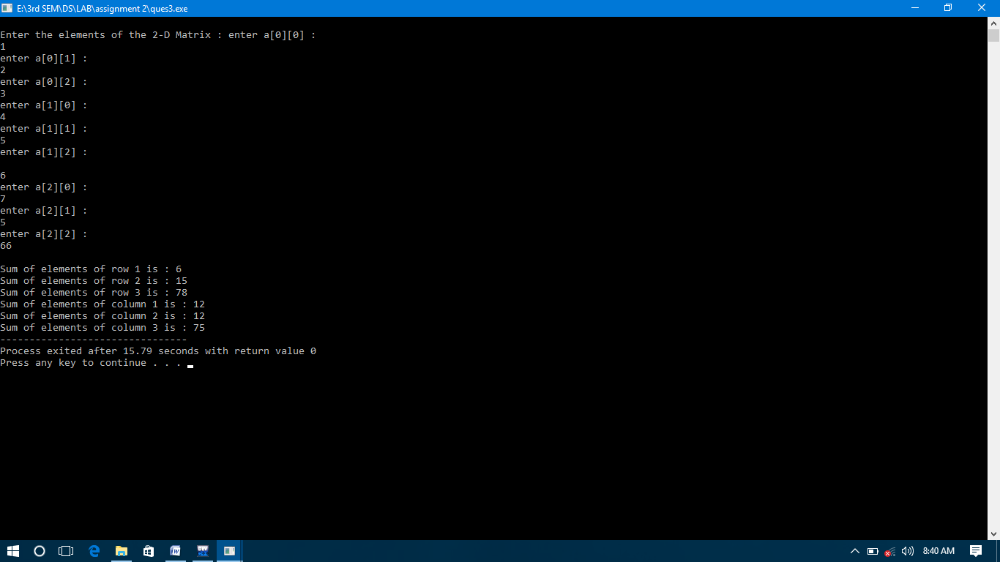 E:\3rd SEM\DS\LAB\assignment 2\ques3.exe
Enter the elements of the 2-D Matrix : enter a[0][0] :
1
enter a[0][1] :
2
enter a[0][2] :
3
enter a[1][0] :
4
enter a[1][1] :
5
enter a[1][2] :
6
enter a[2][0] :
7
enter a[2][1] :
5
enter a[2][2] :
66
Sum of elements of row 1 is : 6
Sum of elements of row 2 is : 15
Sum of elements of row 3 is : 78
Sum of elements of column 1 is : 12
Sum of elements of column 2 is : 12
Sum of elements of column 3 is : 75
--------------------------------
Process exited after 15.79 seconds with return value 0
Press any key to continue . . .
8:40 AM